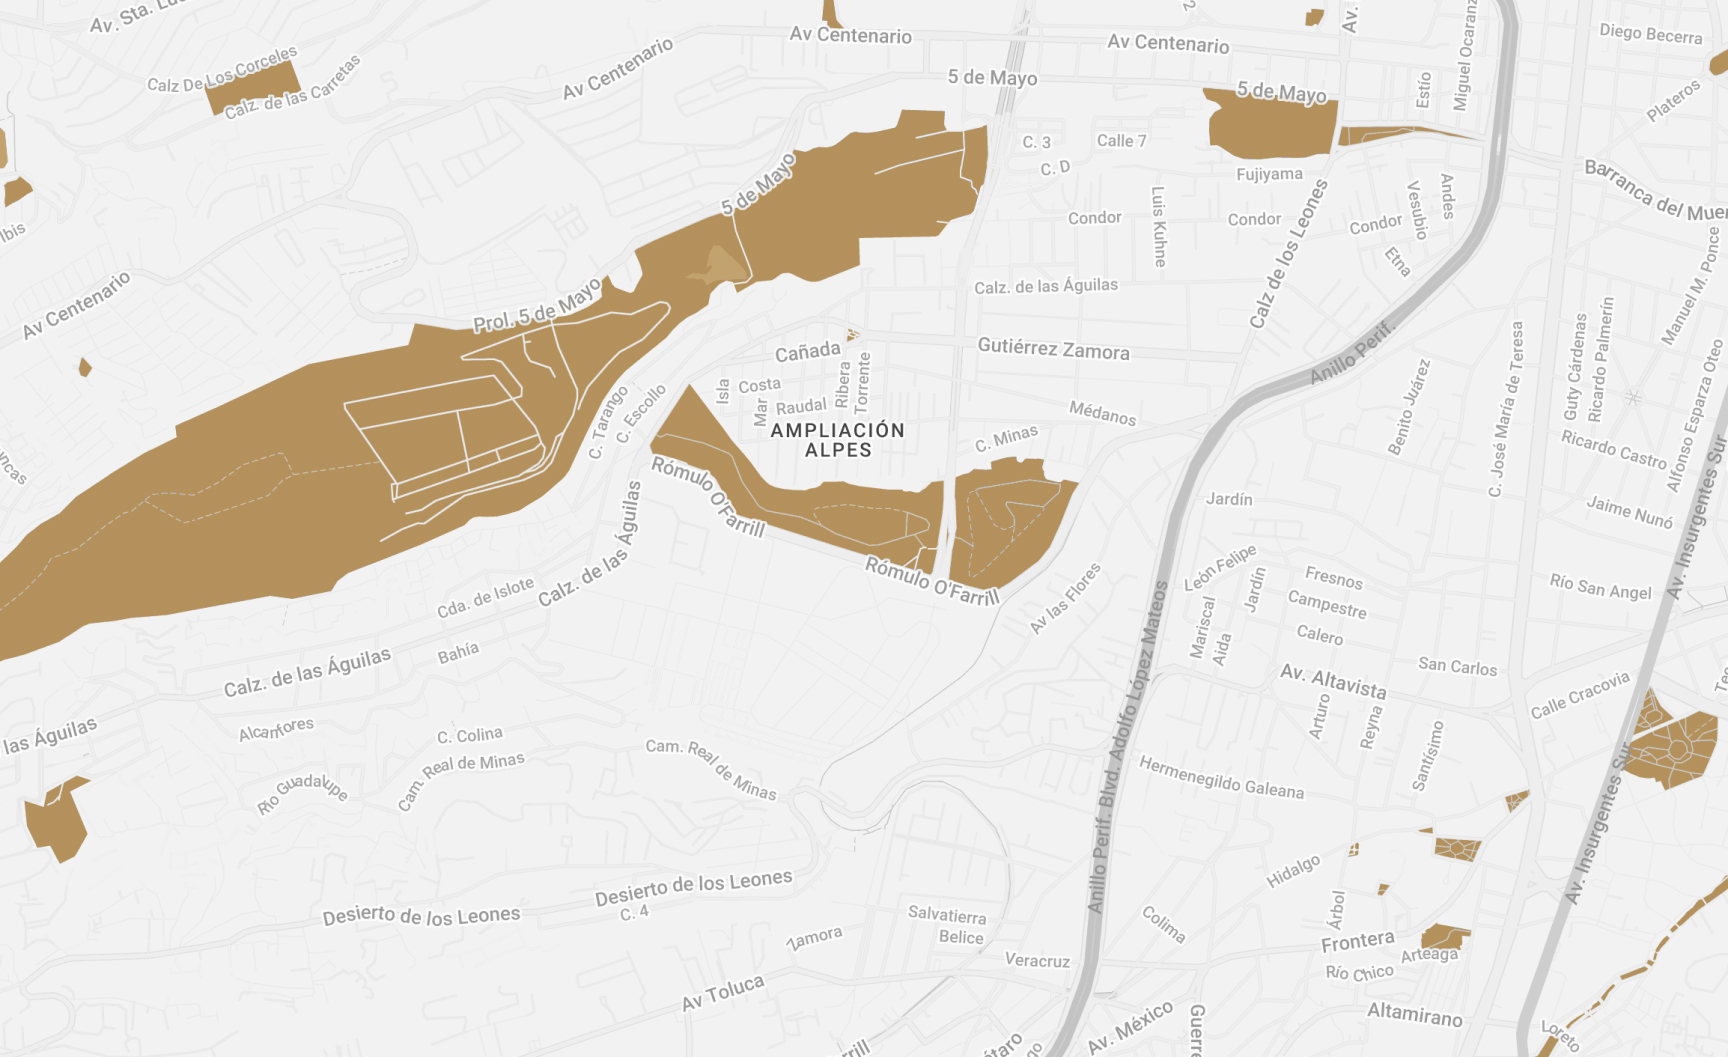 Av. Sta. Luc
2
Av.
Miguel Ocaranz
Diego Becerra
Av Centenario
Av Centenario
Av Centenario
Calz De Los Corceles
Calz. de las Carretas
5 de Mayo
5 de Mayo
Estío
Plateros
C. 3
Calle 7
C. D
Fujiyama
Barranca del Muer
5 de Mayo
Ibis
Condor
Luis Kuhne
Condor
Condor
Vesubio
Andes
Etna
Calz de los Leones
Manuel M. Ponce
Av Centenario
Prol. 5 de Mayo
Calz. de las Águilas
Cañada
Gutiérrez Zamora
Anillo Perif.
C. José María de Teresa
Guty Cárdenas
Ricardo Palmerín
Alfonso Esparza Oteo
Isla
Costa
Mar
Raudal
Ribera
Torrente
C. Tarango
C. Escollo
Médanos
Benito Juárez
AMPLIACIÓN
ALPES
C. Minas
Ricardo Castro
Av. Insurgentes Sur
oncas
Rómulo O'Farrill
Jardín
Jaime Nunó
Calz. de las Águilas
Rómulo O'Farrill
León Felipe
Jardín
Fresnos
Campestre
Río San Angel
Cda. de Islote
Av las Flores
Mariscal
Aida
Calero
Bahía
Calz. de las Águilas
San Carlos
Av. Altavista
Calle Cracovia
Anillo Perif. Blvd. Adolfo López Mateos
Arturo
Reyna
Santísimo
las Águilas
Alcanfores
C. Colina
Cam. Real de Minas
Cam. Real de Minas
Río Guadalupe
Hermenegildo Galeana
Av. Insurgentes Sur
Hidalgo
Desierto de los Leones
Desierto de los Leones
C. 4
Salvatierra
Belice
Colima
Árbol
Zamora
Frontera
Arteaga
Veracruz
Río Chico
Av Toluca
Altamirano
Av. México
Guerre
Loreto
rrill
étaro
go